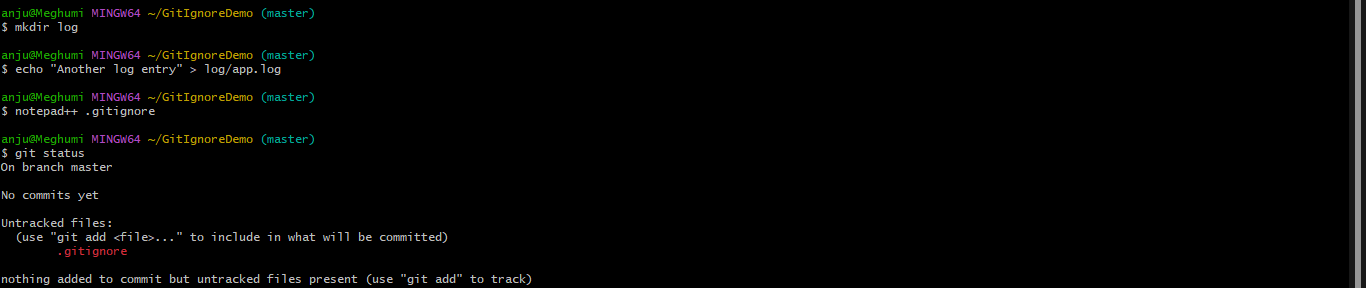 anju@Meghumi MINGW64 ~/GitIgnoreDemo (master)
$ mkdir log
anju@Meghumi MINGW64 ~/GitIgnoreDemo (master)
$ echo "Another log entry" > log/app.log
anju@Meghumi MINGW64 ~/GitIgnoreDemo (master)
$ notepad++ .gitignore
anju@Meghumi MINGW64 ~/GitIgnoreDemo (master)
$ git status
On branch master
No commits yet
Untracked files:
  (use "git add <file>..." to include in what will be committed)
        .gitignore
nothing added to commit but untracked files present (use "git add" to track)